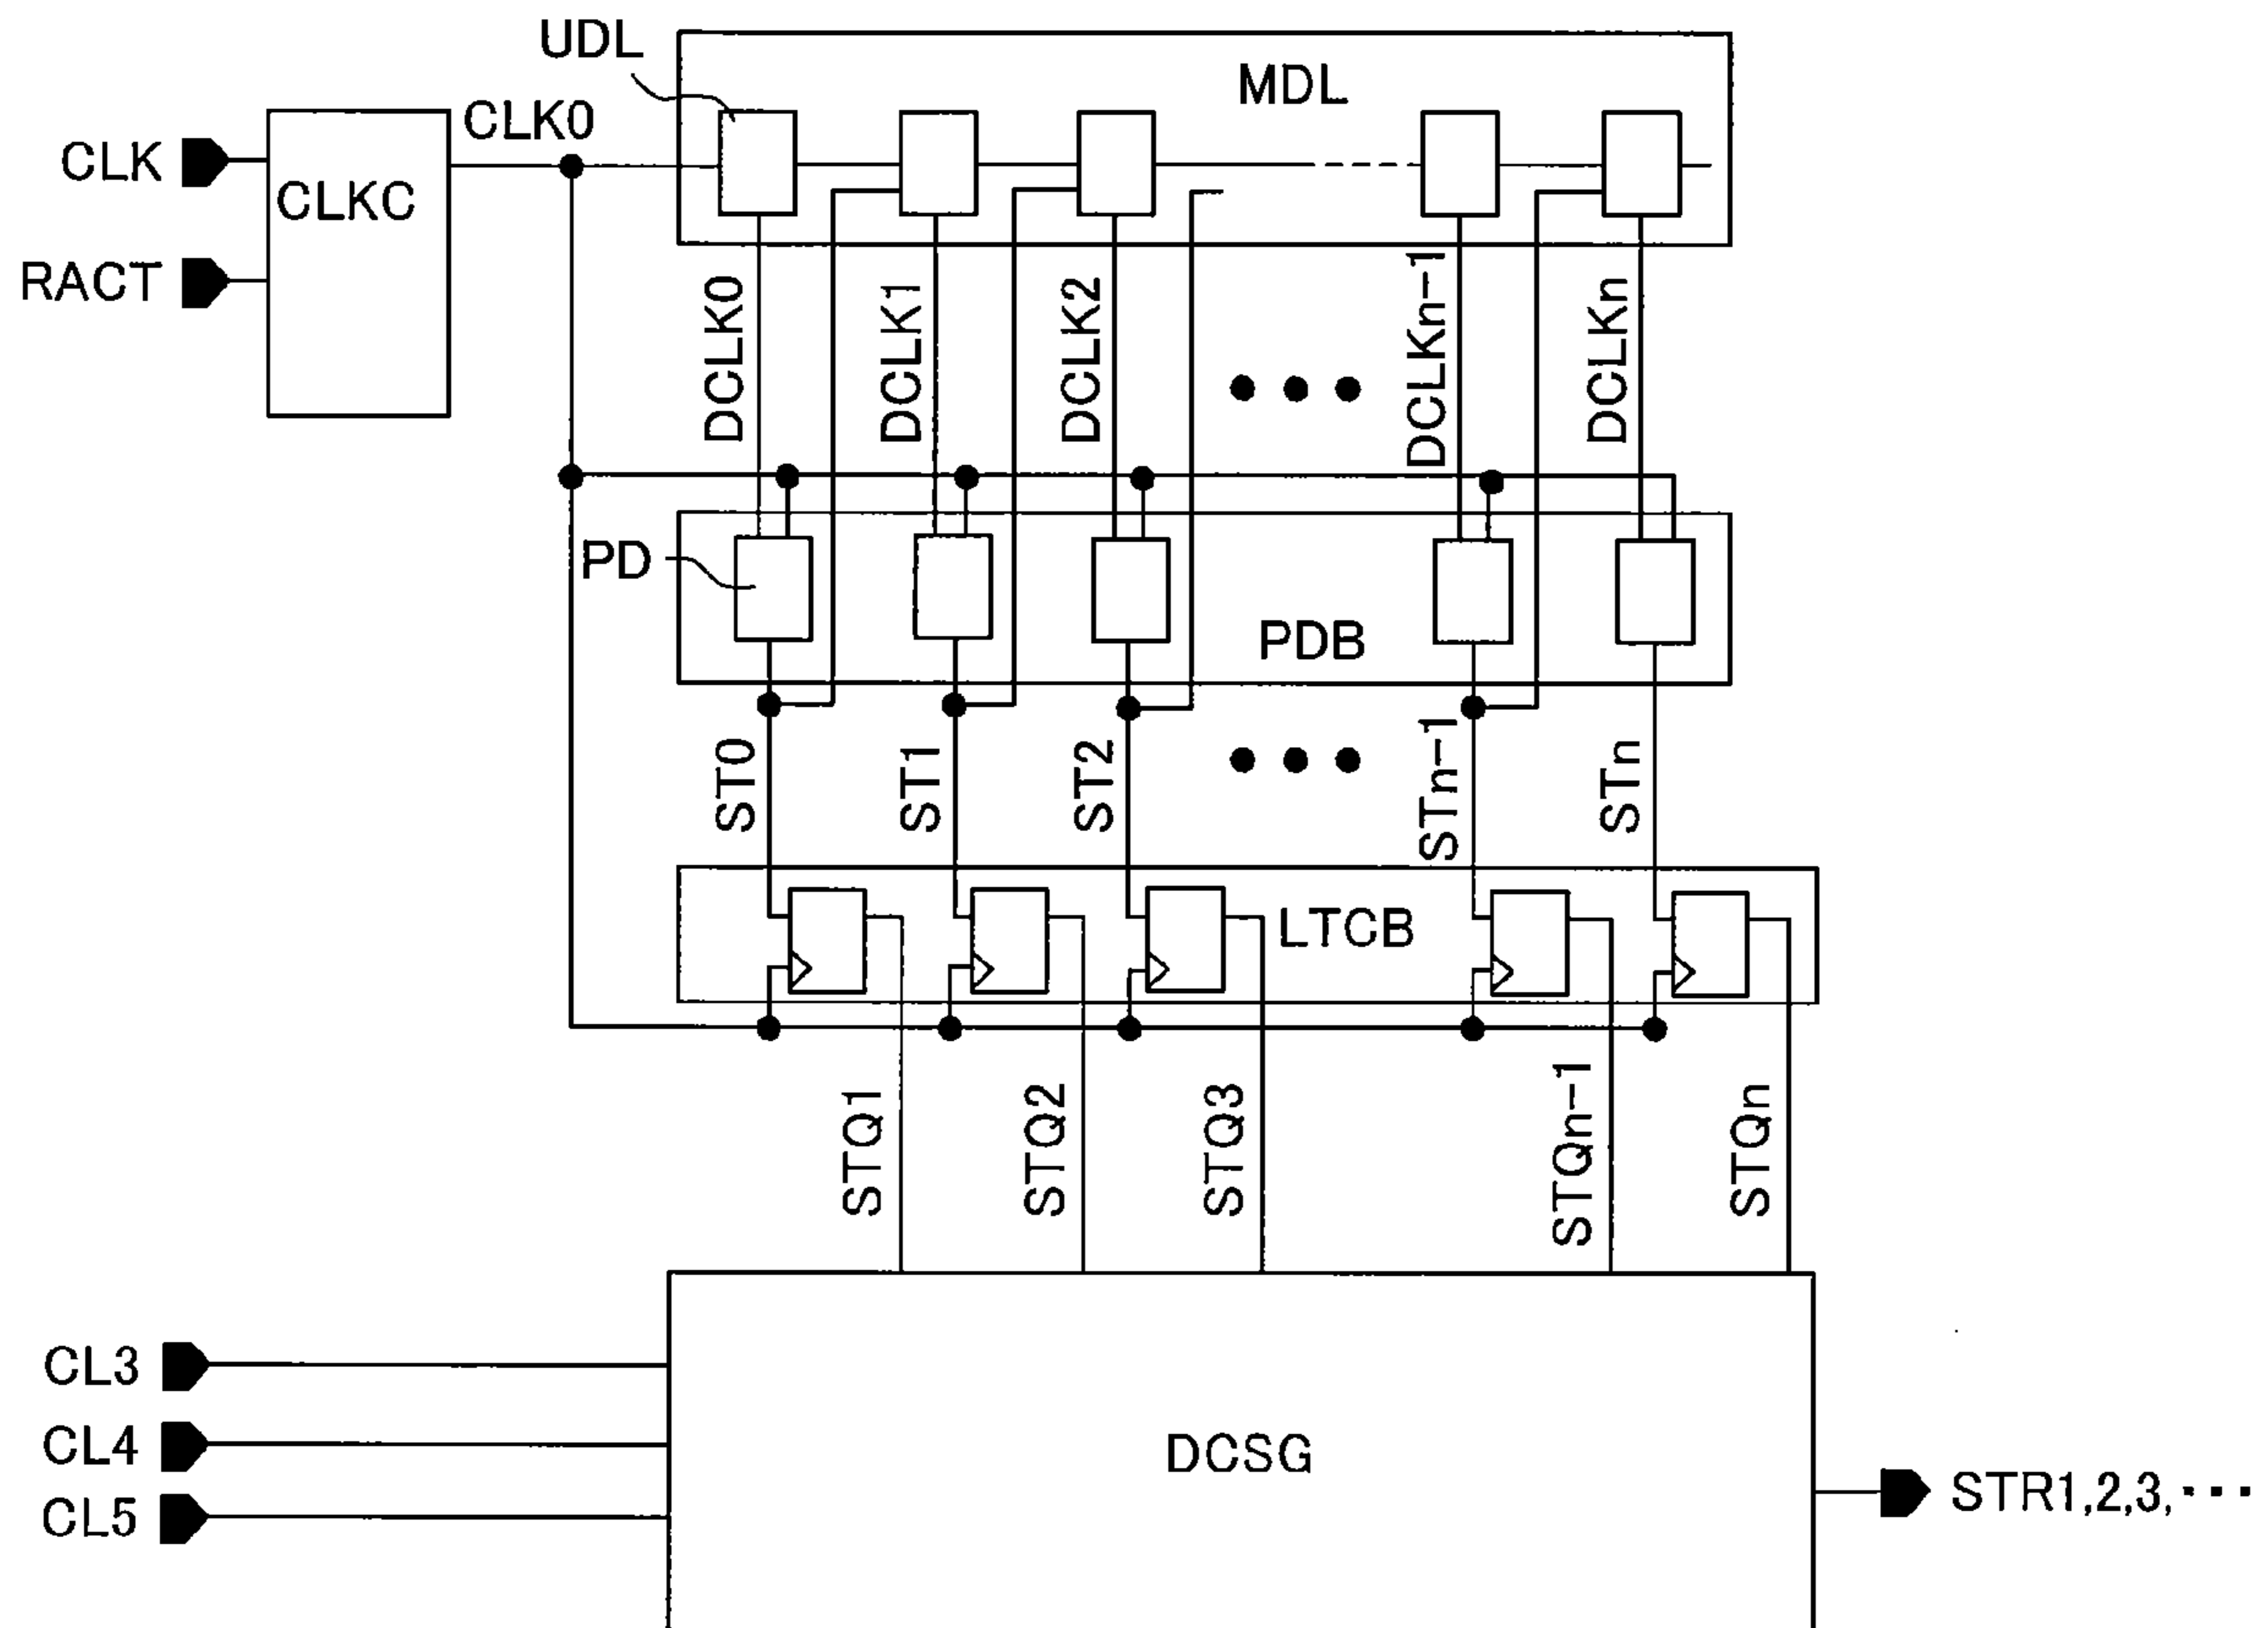 UDL
MDL
CLK0
CLK
CLKC
RACT
DCLK0
DCLK1
DCLK2
DCLKn-1
DCLKn
PD
PDB
ST0
ST1
ST2
STn-1
STn
LTCB
STQ1
STQ2
STQ3
STQn-1
STQn
CL3
CL4
CL5
DCSG
STR1,2,3,···